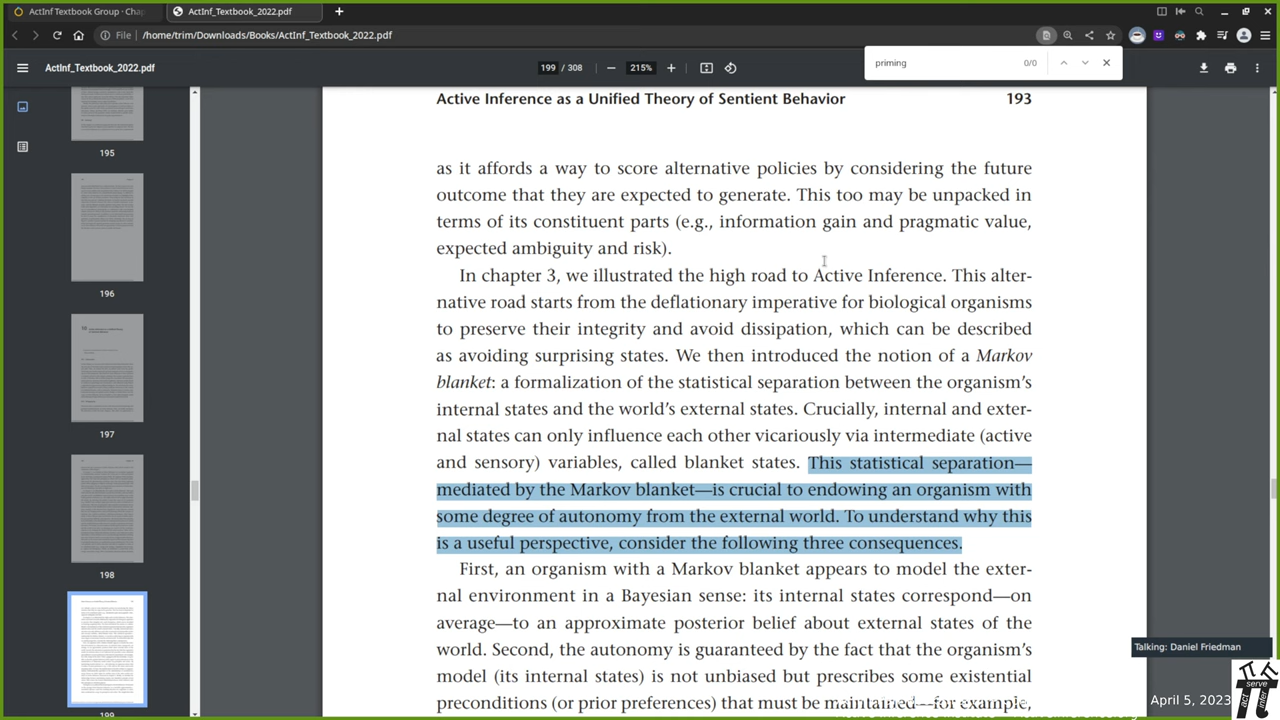 ActInf Textbook Group · Chap
ActInf_Textbook_2022.pdf
File
/home/trim/Downloads/Books/ActInf_Textbook_2022.pdf
priming
0/0
ActInf_Textbook_2022.pdf
199 / 308
215%
Active Inference as a Unified Theory of Sentient Behavior
193
as it affords a way to score alternative policies by considering the future
outcome that they are expected to generate. This too may be unpacked in
terms of its constituent parts (e.g., information gain and pragmatic value,
expected ambiguity and risk).
In chapter 3, we illustrated the high road to Active Inference. This alter-
native road starts from the deflationary imperative for biological organisms
to preserve their integrity and avoid dissipation, which can be described
as avoiding surprising states. We then introduced the notion of a Markov
blanket: a formalization of the statistical separation between the organism's
internal states and the world's external states. Crucially, internal and exter-
nal states can only influence each other vicariously via intermediate (active
and sensory) variables, called blanket states. This statistical separation—
mediated by the Markov blanket—is crucial to endowing an organism with
some degree of autonomy from the external world. To understand why this
is a useful perspective, consider the following three consequences.
First, an organism with a Markov blanket appears to model the exter-
nal environment in a Bayesian sense: its internal states correspond—on
average—to an approximate posterior belief about external states of the
world. Second, the autonomy is guaranteed by the fact that the organism's
model (its internal states) is not unbiased but prescribes some existential
preconditions (or prior preferences) that must be maintained—for example,
195
196
197
198
199
Talking: Daniel Friedman
act
serve
infer
April 5, 2023